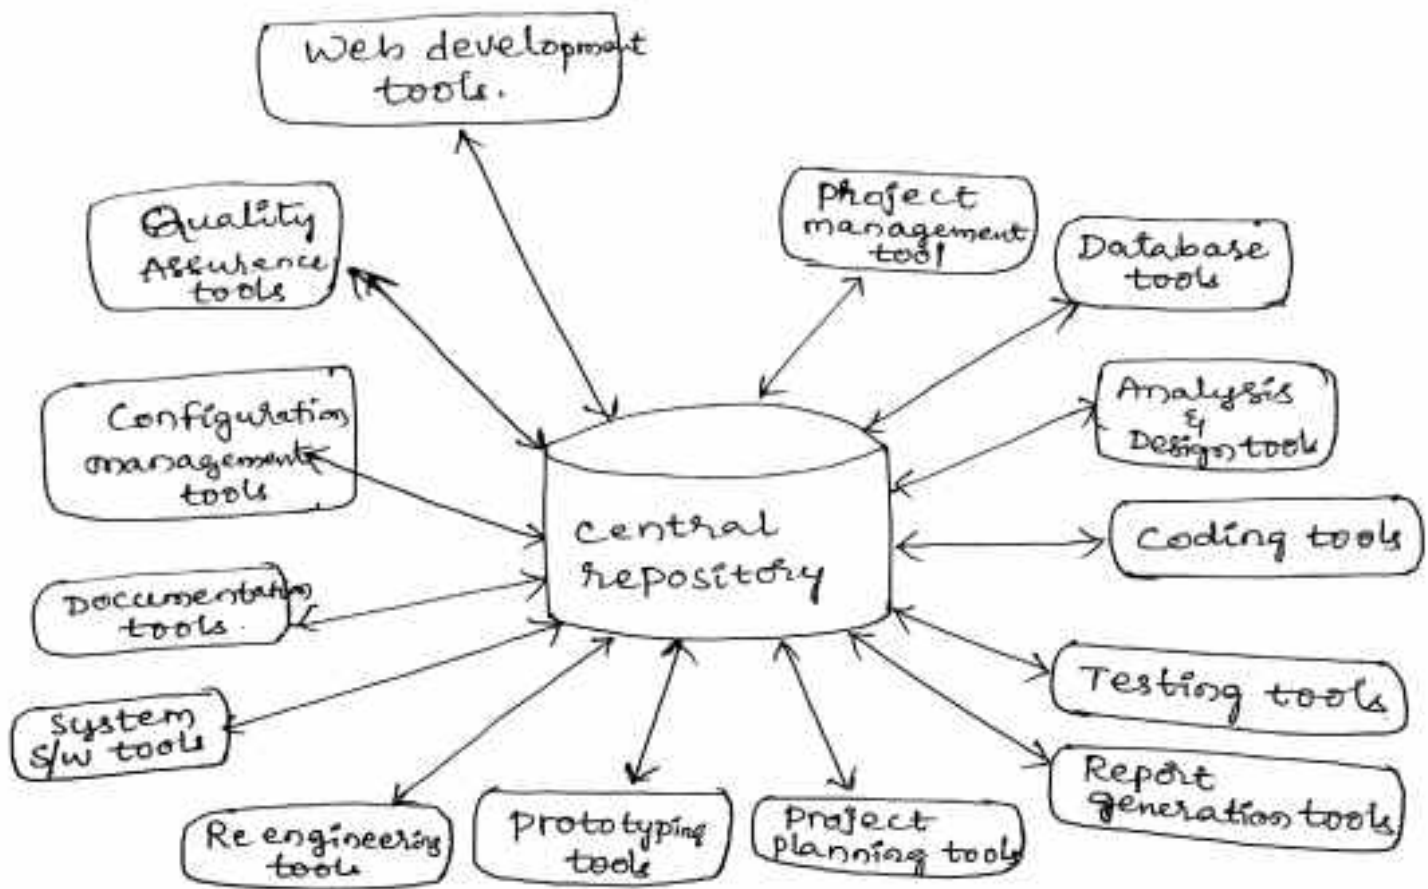 Web development
tools.
Project
management
tool
Quality
Assurance
tools
Database
tools
Configuration
management
tools
Analysis
&
Design tools
central
repository
Coding tools
Documentation
tools
Testing tools
System
S/W tools
Report
generation tools
Re engineering
tools
Prototyping
tools
Project
planning tools